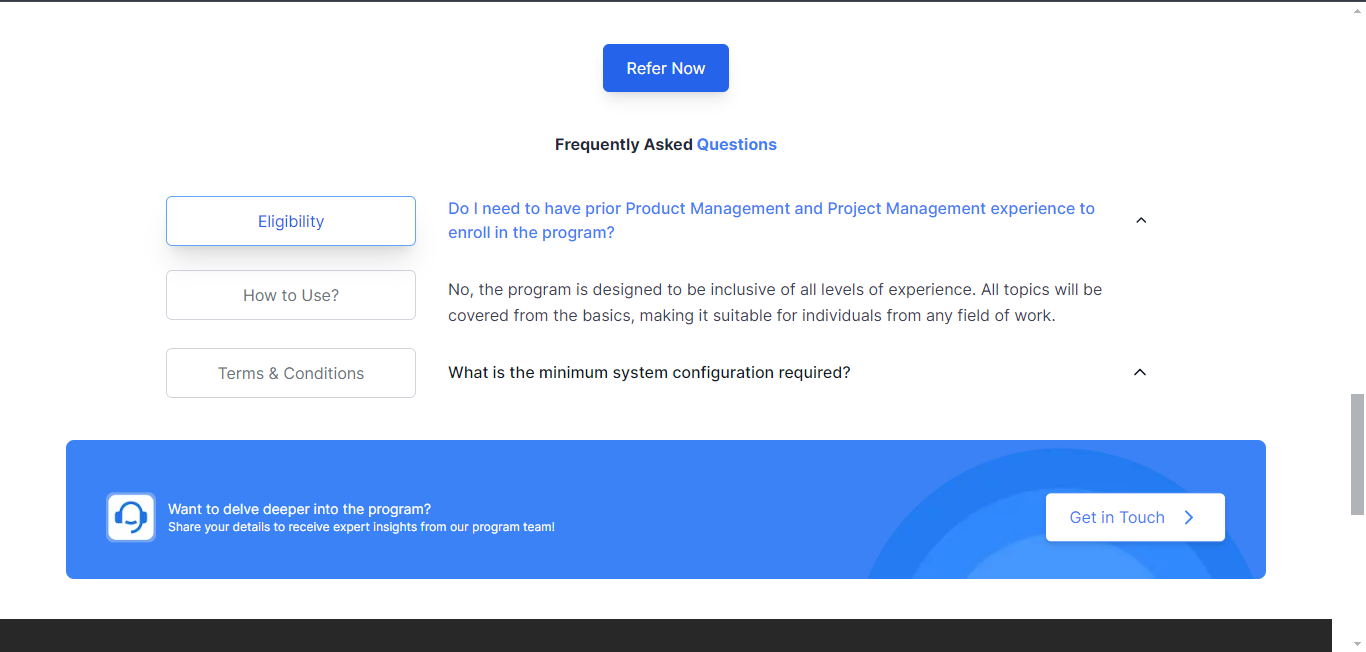 Refer Now
Frequently Asked Questions
Eligibility
How to Use?
Terms & Conditions
Do I need to have prior Product Management and Project Management experience to
enroll in the program?
No, the program is designed to be inclusive of all levels of experience. All topics will be
covered from the basics, making it suitable for individuals from any field of work.
What is the minimum system configuration required?
Want to delve deeper into the program?
Share your details to receive expert insights from our program team!
Get in Touch